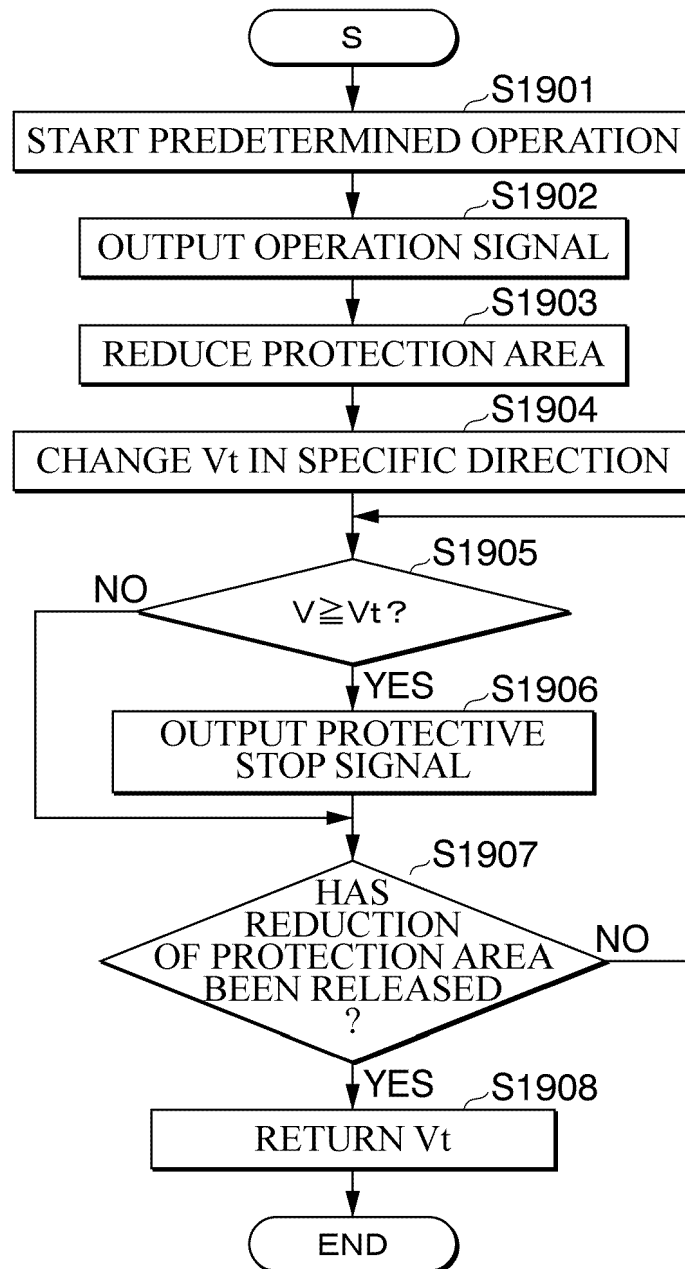 S
S1901
START PREDETERMINED OPERATION
S1902
OUTPUT OPERATION SIGNAL
S1903
REDUCE PROTECTION AREA
S1904
CHANGE Vt IN SPECIFIC DIRECTION
S1905
NO
V≧Vt?
YES
S1906
OUTPUT PROTECTIVE
STOP SIGNAL
S1907
HAS
REDUCTION
OF PROTECTION AREA
BEEN RELEASED
?
NO
YES
S1908
RETURN Vt
END